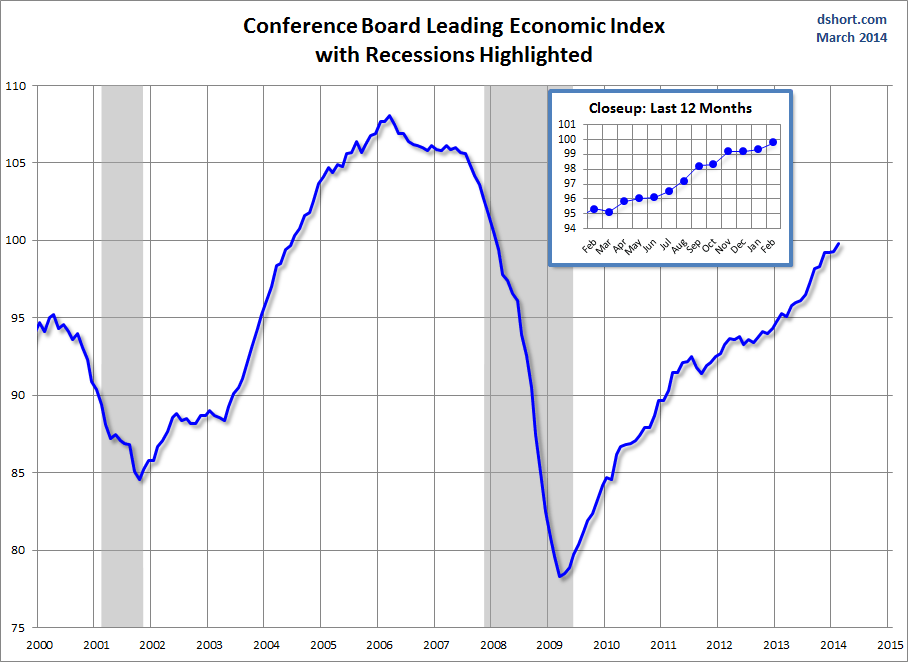 Conference Board Leading Economic Index
with Recessions Highlighted
dshort.com
March 2014
110
105
100
95
90
85
80
75
Closeup: Last 12 Months
101
100
99
98
97
96
95
94
Feb Mar Apr May Jun Jul Aug Sep Oct Nov Dec Jan Feb
2000 2001 2002 2003 2004 2005 2006 2007 2008 2009 2010 2011 2012 2013 2014 2015